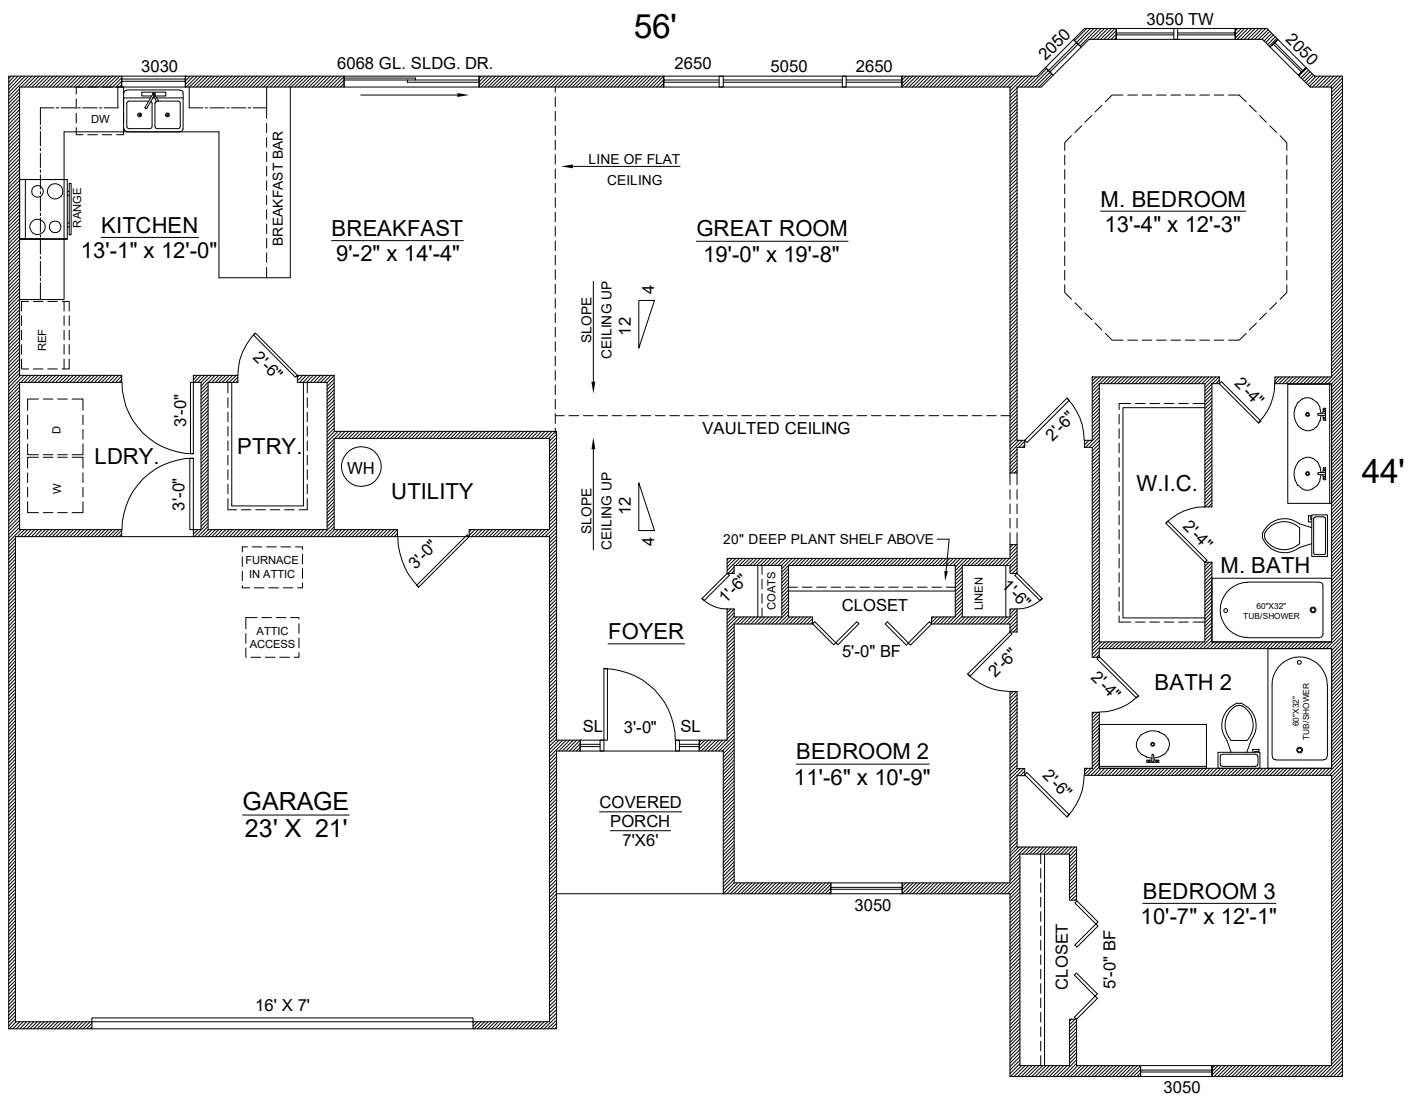 56'
3050 TW
2050
2050
3030
6068 GL. SLDG. DR.
2650
5050
2650
DW
BREAKFAST BAR
RANGE
LINE OF FLAT
CEILING
KITCHEN
13'-1" x 12'-0"
BREAKFAST
9'-2" x 14'-4"
GREAT ROOM
19'-0" x 19'-8"
M. BEDROOM
13'-4" x 12'-3"
SLOPE
CEILING UP
12
4
REF
2'-6"
3'-0"
3'-0"
D
W
LDRY.
PTRY.
WH
UTILITY
VAULTED CEILING
2'-6"
2'-4"
44'
W.I.C.
SLOPE
CEILING UP
12
4
2'-4"
M. BATH
20" DEEP PLANT SHELF ABOVE
3'-0"
FURNACE
IN ATTIC
ATTIC
ACCESS
1'-6"
COATS
CLOSET
LINEN
1'-6"
60"X32"
TUB/SHOWER
FOYER
5'-0" BF
2'-6"
2'-4"
BATH 2
60"X32"
TUB/SHOWER
SL
3'-0"
SL
BEDROOM 2
11'-6" x 10'-9"
2'-6"
GARAGE
23' X 21'
COVERED
PORCH
7'X6'
3050
BEDROOM 3
10'-7" x 12'-1"
CLOSET
5'-0" BF
16' X 7'
3050